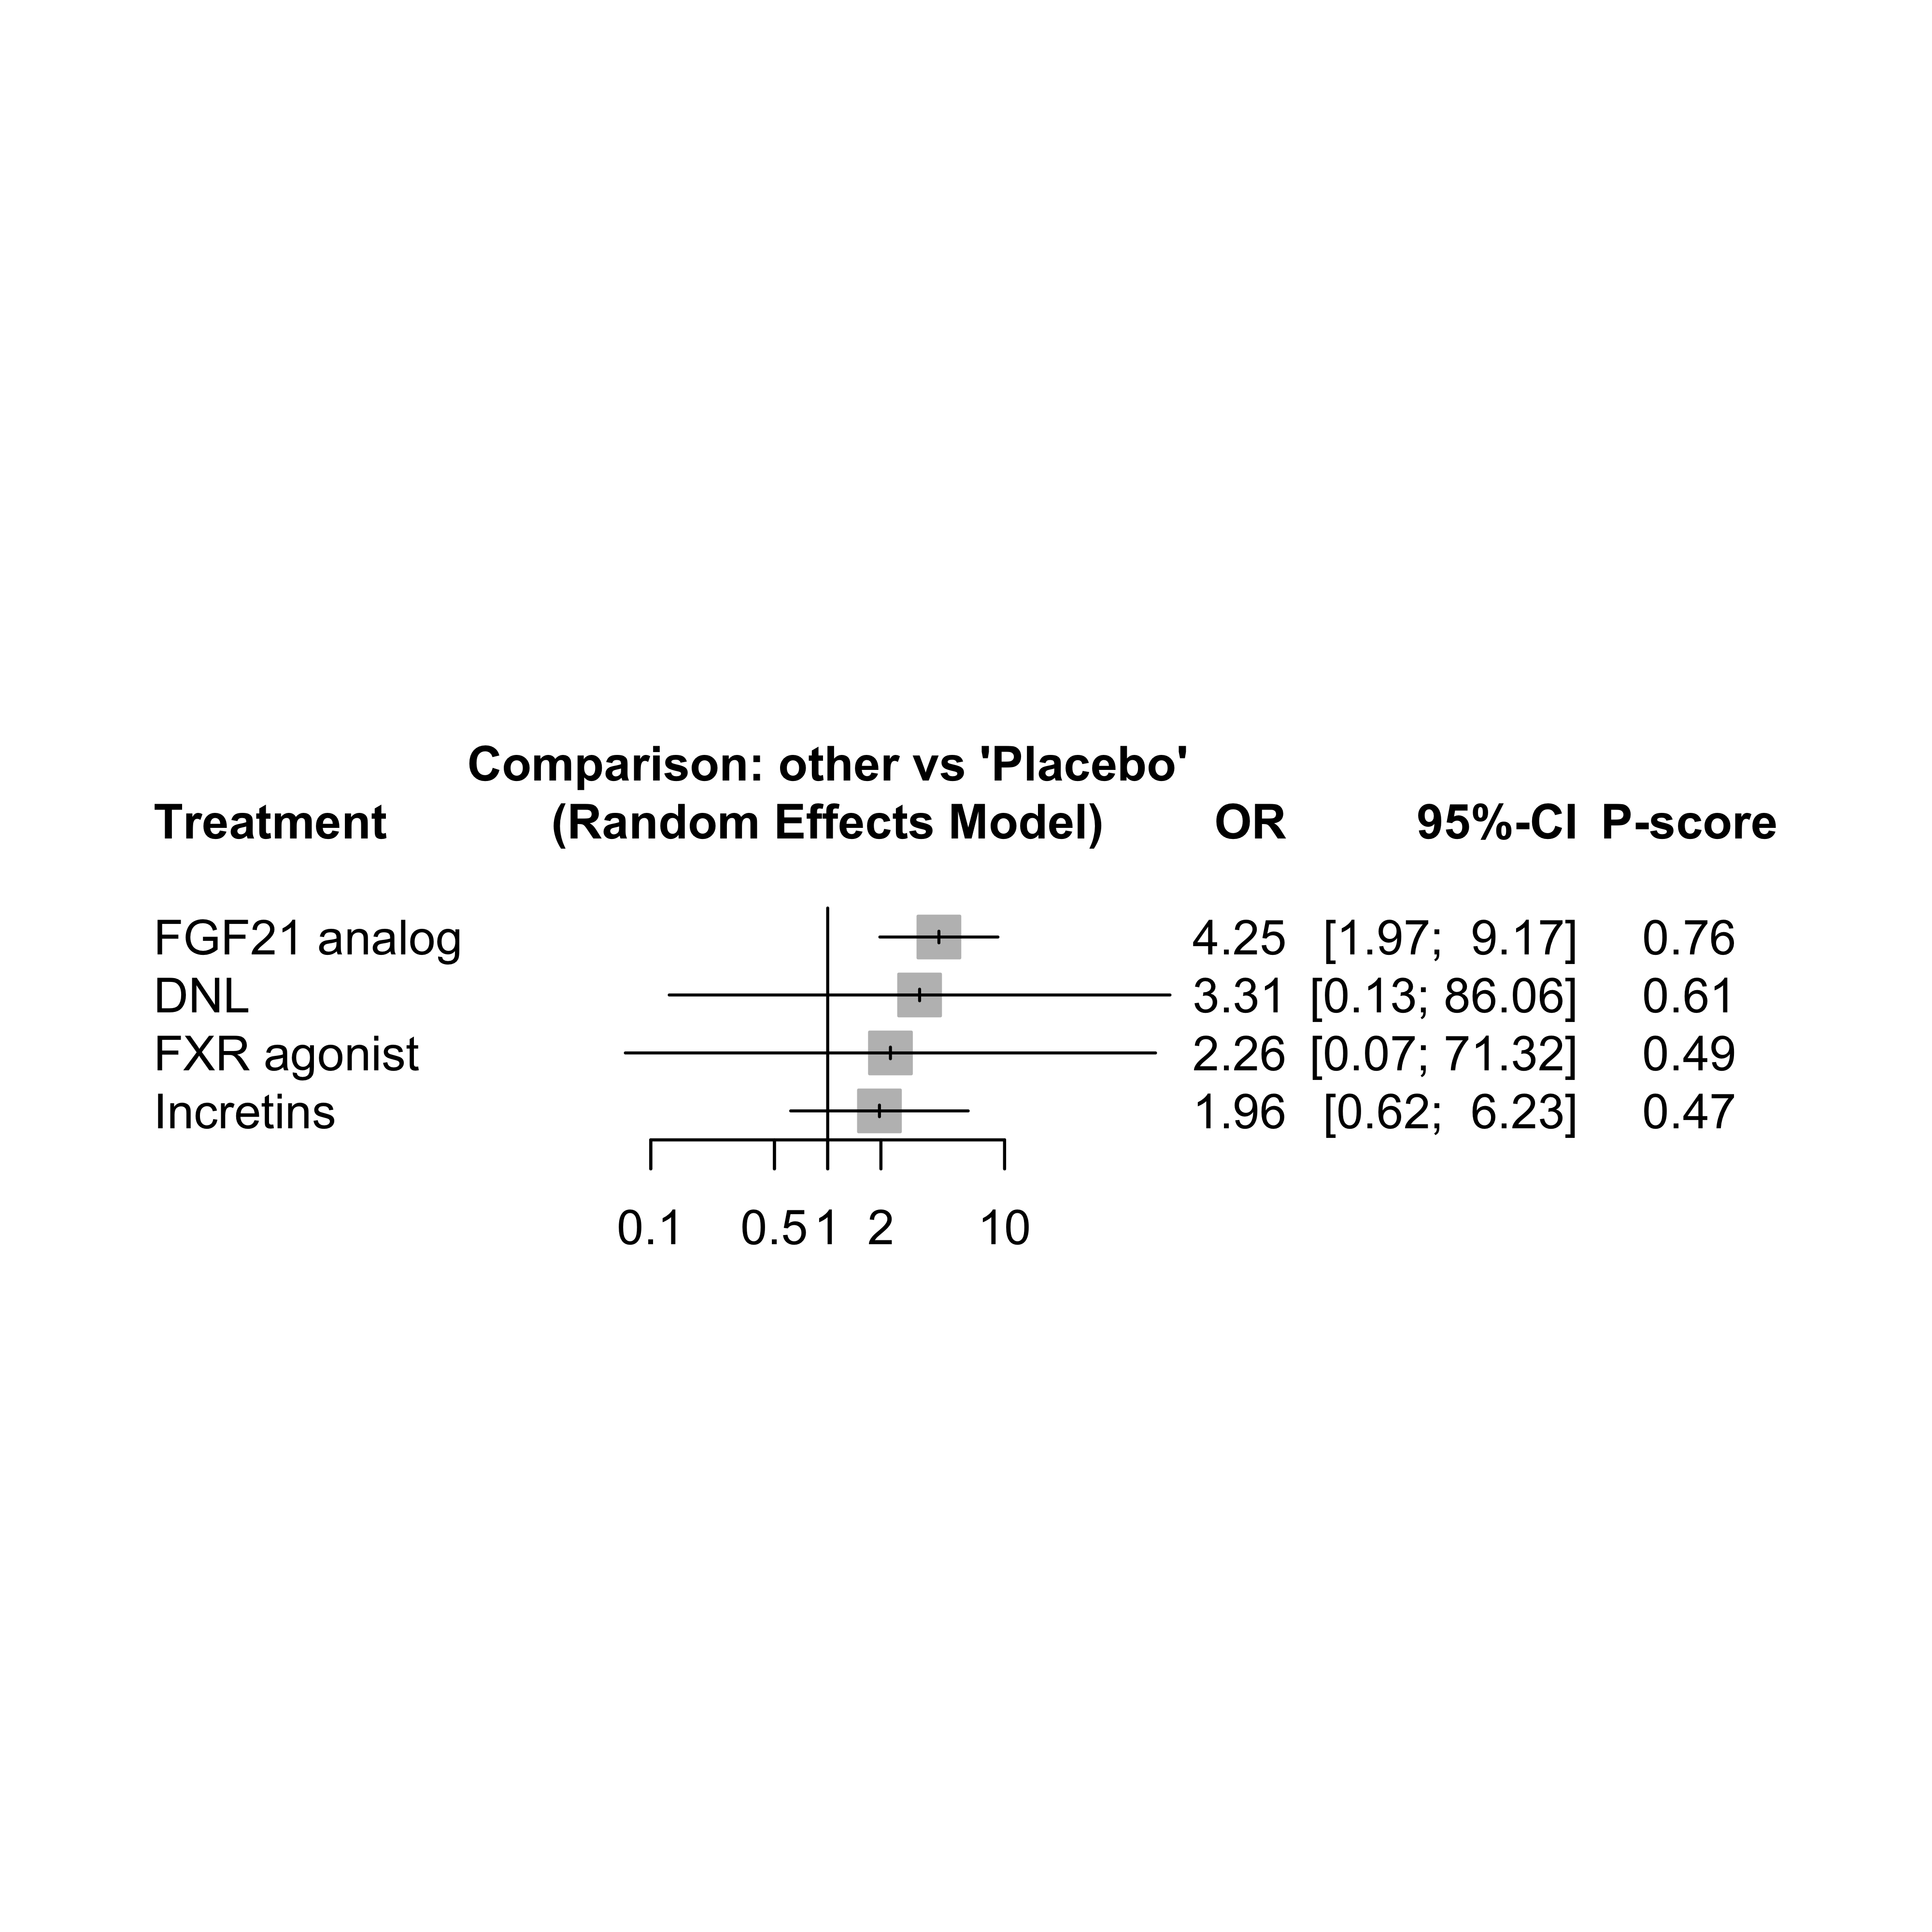 Comparison: other vs 'Placebo'
Treatment (Random Effects Model) OR 95%-CI P-score
FGF21 analog 4.25 [1.97; 9.17] 0.76
DNL 3.31 [0.13; 86.06] 0.61
FXR agonist 2.26 [0.07; 71.32] 0.49
Incretins 1.96 [0.62; 6.23] 0.47
0.1 0.5 1 2 10